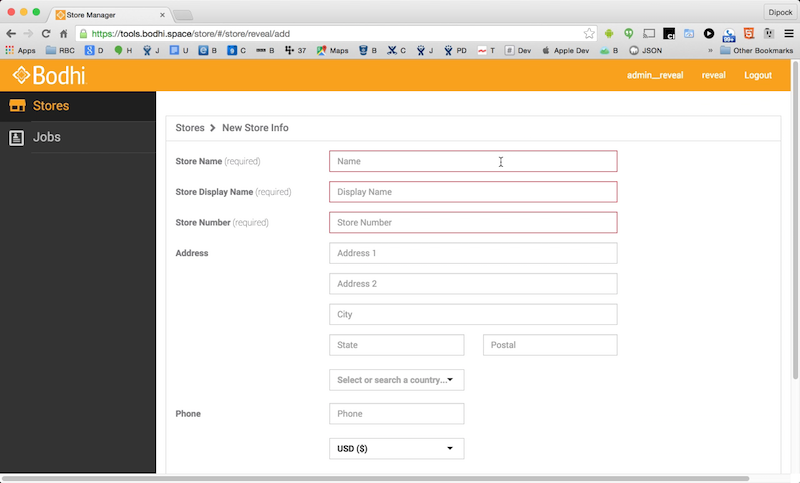 Store Manager
Dipock
https://tools.bodhi.space/store/#/store/reveal/add
Apps RBC D H J U B C B 37 Maps B C J PD T Dev Apple Dev B JSON » Other Bookmarks
Bodhi
admin__reveal reveal Logout
Stores
Jobs
Stores > New Store Info
Store Name (required) Name
Store Display Name (required) Display Name
Store Number (required) Store Number
Address Address 1
Address 2
City
State Postal
Select or search a country...
Phone Phone
USD ($)